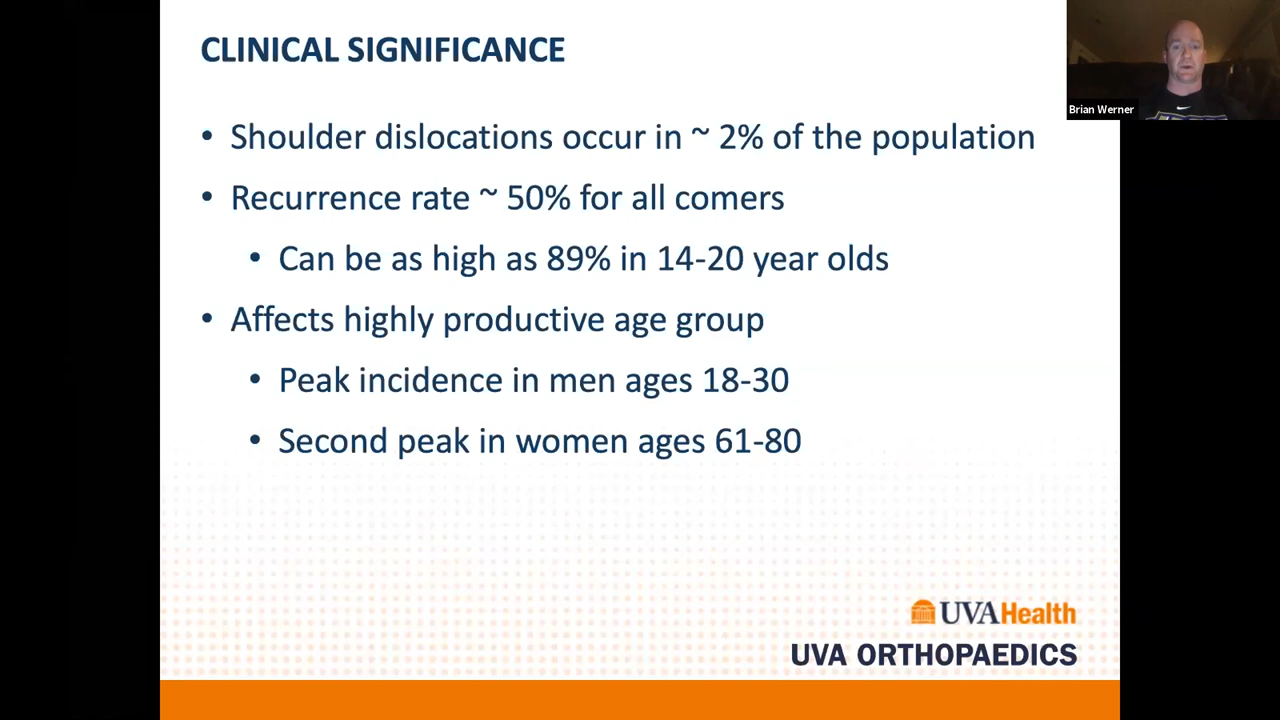 CLINICAL SIGNIFICANCE
Brian Werner
• Shoulder dislocations occur in ~ 2% of the population
• Recurrence rate ~ 50% for all comers
• Can be as high as 89% in 14-20 year olds
• Affects highly productive age group
• Peak incidence in men ages 18-30
• Second peak in women ages 61-80
UVAHealth
UVA ORTHOPAEDICS